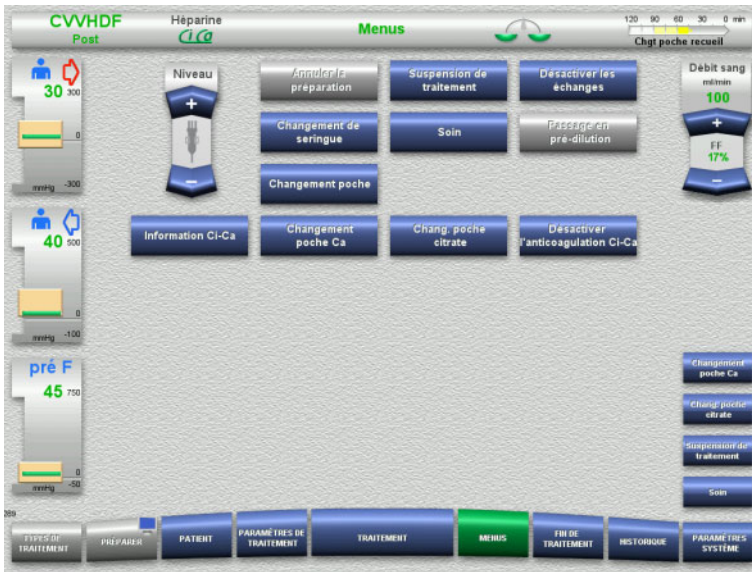 CVVHDF
Post
Héparine
CiCa
Menus
120 90 60 30 0 min
Chgt poche recueil
30 300
0
mmHg -300
40 500
0
mmHg -100
pré F
45 750
0
mmHg -50
Niveau
+
−
Annuler la
préparation
Suspension de
traitement
Désactiver les
échanges
Changement de
seringue
Soin
Passage en
pré-dilution
Changement poche
Information Ci-Ca
Changement
poche Ca
Chang. poche
citrate
Désactiver
l'anticoagulation Ci-Ca
Débit sang
ml/min
100
+
FF
17%
−
Changement
poche Ca
Chang. poche
citrate
Suspension de
traitement
Soin
289
TYPES DE
TRAITEMENT
PRÉPARER
PATIENT
PARAMÈTRES DE
TRAITEMENT
TRAITEMENT
MENUS
FIN DE
TRAITEMENT
HISTORIQUE
PARAMÈTRES
SYSTÈME